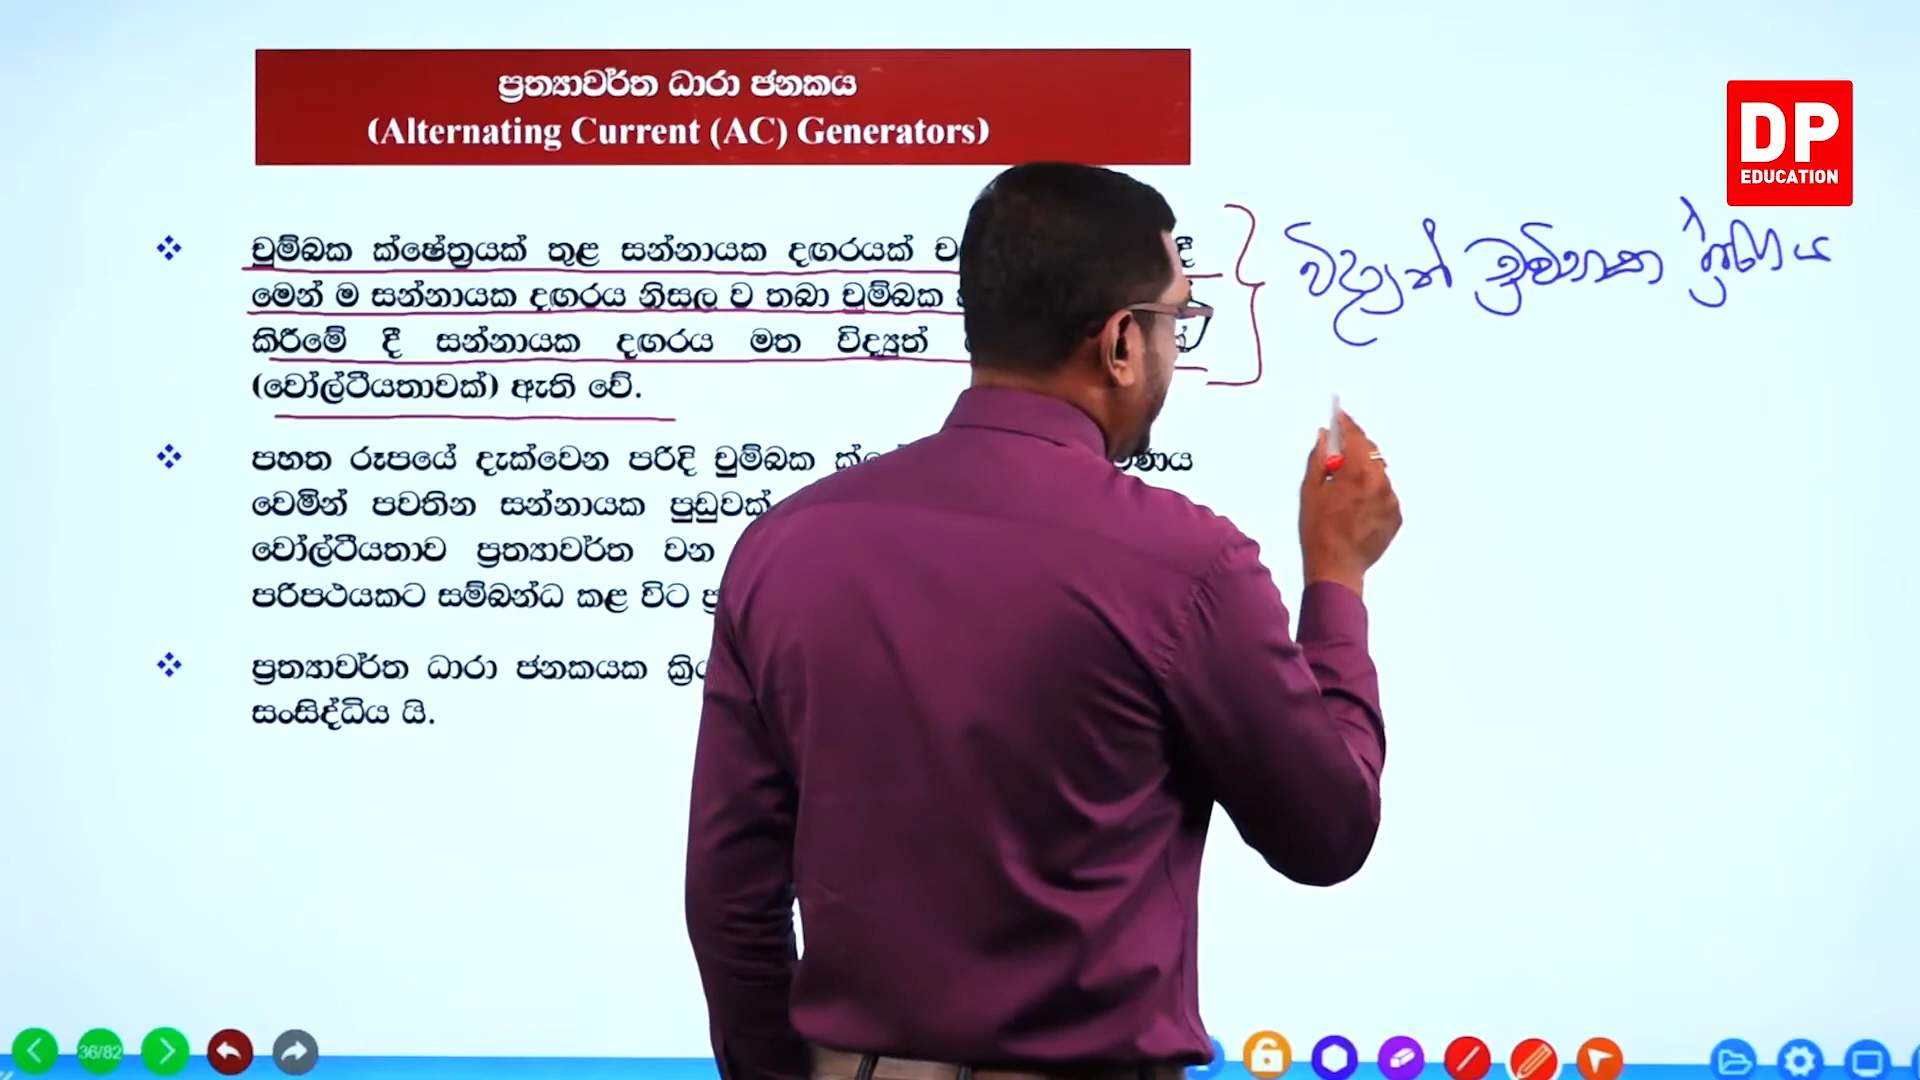 ප්‍රත්‍යාවර්ත ධාරා ජනකය
(Alternating Current (AC) Generators)
DP
EDUCATION
චුම්බක ක්ෂේත්‍රයක් තුළ සන්නායක දඟරයක් දී
විද්‍යුත් චුම්භක ප්‍රේරණය
මෙන් ම සන්නායක දඟරය නිසල ව තබා චුම්බක
කිරීමේ දී සන්නායක දඟරය මත විද්‍යුත්
(වෝල්ටීයතාවක්) ඇති වේ.
පහත රූපයේ දැක්වෙන පරිදි චුම්බක
වෙමින් පවතින සන්නායක පුඩුවක්
වෝල්ටීයතාව ප්‍රත්‍යාවර්ත වන
පරිපථයකට සම්බන්ධ කළ විට
ප්‍රත්‍යාවර්ත ධාරා ජනකයක
සංසිද්ධිය යි.
36/82